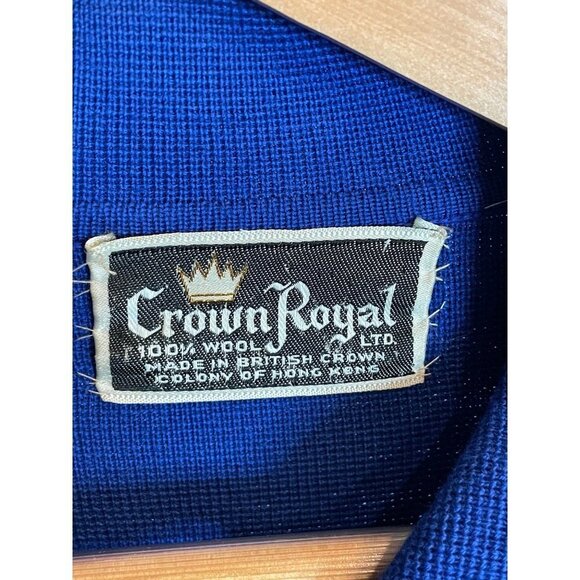 Crown Royal
LTD.
100% WOOL
MADE IN BRITISH CROWN
COLONY OF HONG KONG